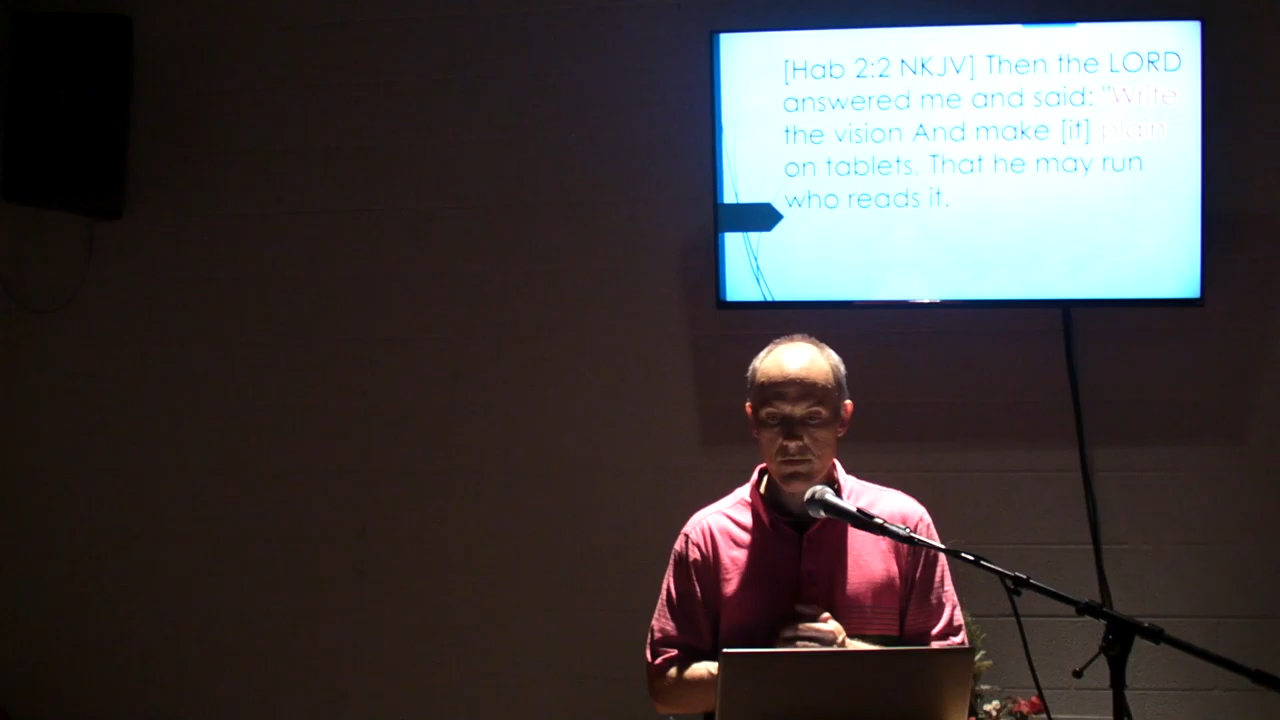 [Hab 2:2 NKJV] Then the LORD
answered me and said: "Write
the vision And make [it] plain
on tablets, That he may run
who reads it.